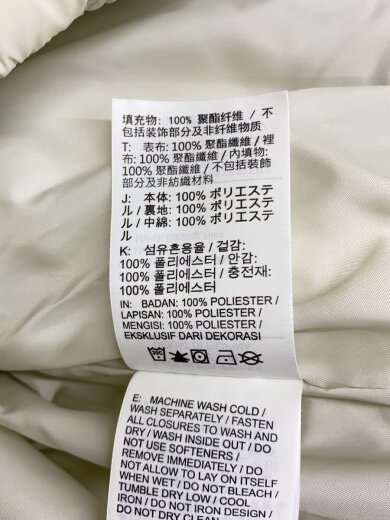 填充物: 100% 聚酯纤维 / 不
包括装饰部分及非纤维物质
T: 表布: 100% 聚酯纖維 / 裡
布: 100% 聚酯纖維 / 內填物:
100% 聚酯纖維 / 不包括裝飾
部分及非紡織材料
J: 本体: 100% ポリエステ
ル / 裏地: 100% ポリエステ
ル / 中綿: 100% ポリエステ
ル
K: 섬유혼용율 / 겉감:
100% 폴리에스터 / 안감:
100% 폴리에스터 / 충전재:
100% 폴리에스터
IN: BADAN: 100% POLIESTER /
LAPISAN: 100% POLIESTER /
MENGISI: 100% POLIESTER /
EKSKLUSIF DARI DEKORASI
E: MACHINE WASH COLD /
WASH SEPARATELY / FASTEN
ALL CLOSURES TO WASH AND
DRY / WASH INSIDE OUT / DO
NOT USE SOFTENERS /
REMOVE IMMEDIATELY / DO
NOT ALLOW TO LAY ON ITSELF
WHEN WET / DO NOT BLEACH /
TUMBLE DRY LOW / COOL
IRON / DO NOT IRON DESIGN
/ DO NOT DRY